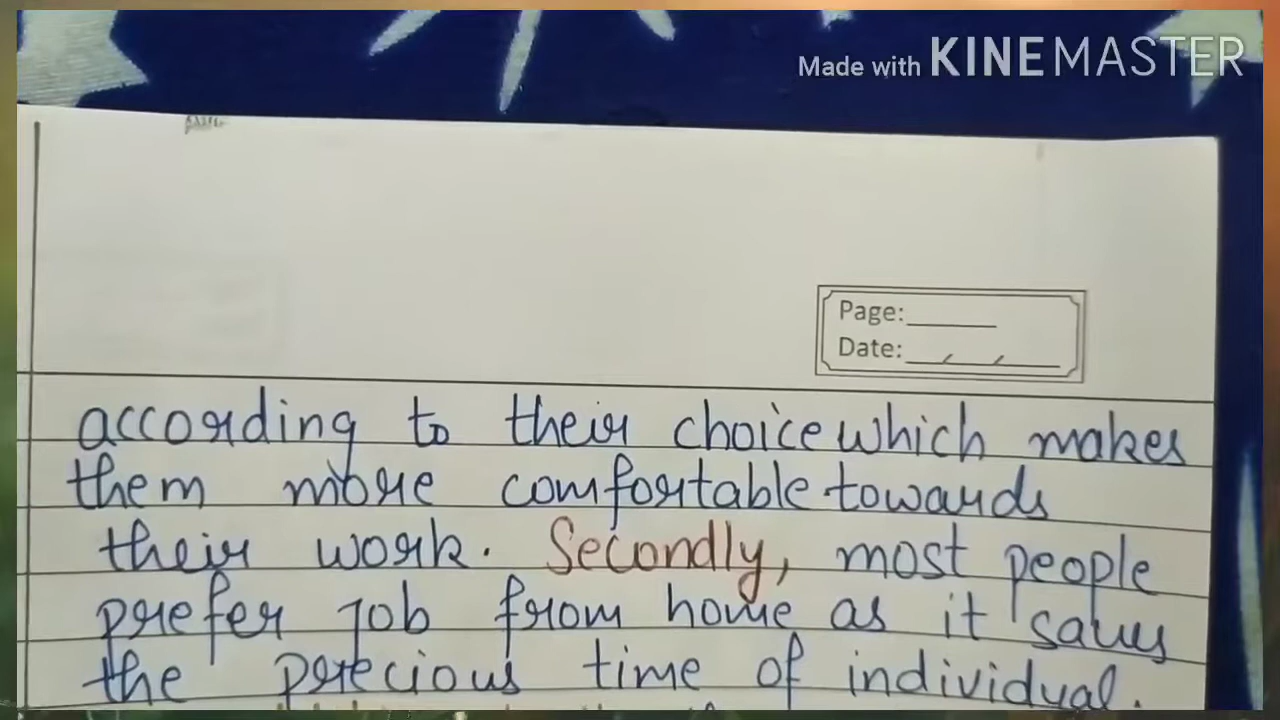 Made with KINEMASTER
Page:
Date:
according to their choice which makes
them more comfortable towards
their work. Secondly, most people
prefer job from home as it saves
the precious time of individual.